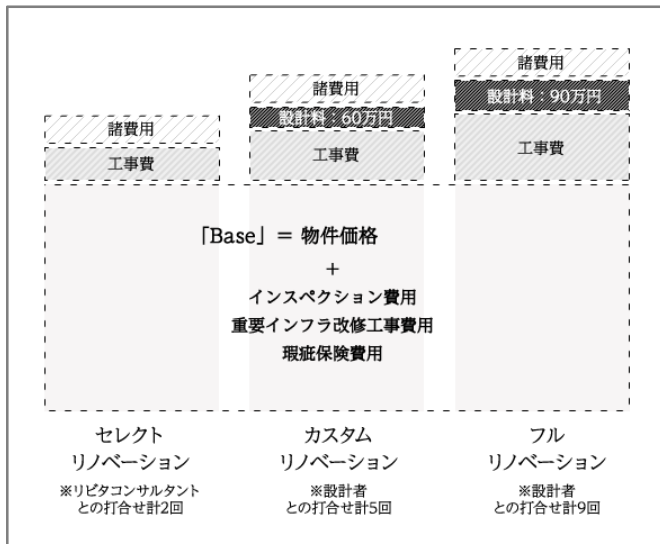 諸費用
工事費
諸費用
設計料：60万円
工事費
諸費用
設計料：90万円
工事費
「Base」＝ 物件価格
+
インスペクション費用
重要インフラ改修工事費用
瑕疵保険費用
セレクト
リノベーション
※リビタコンサルタント
との打合せ計2回
カスタム
リノベーション
※設計者
との打合せ計5回
フル
リノベーション
※設計者
との打合せ計9回